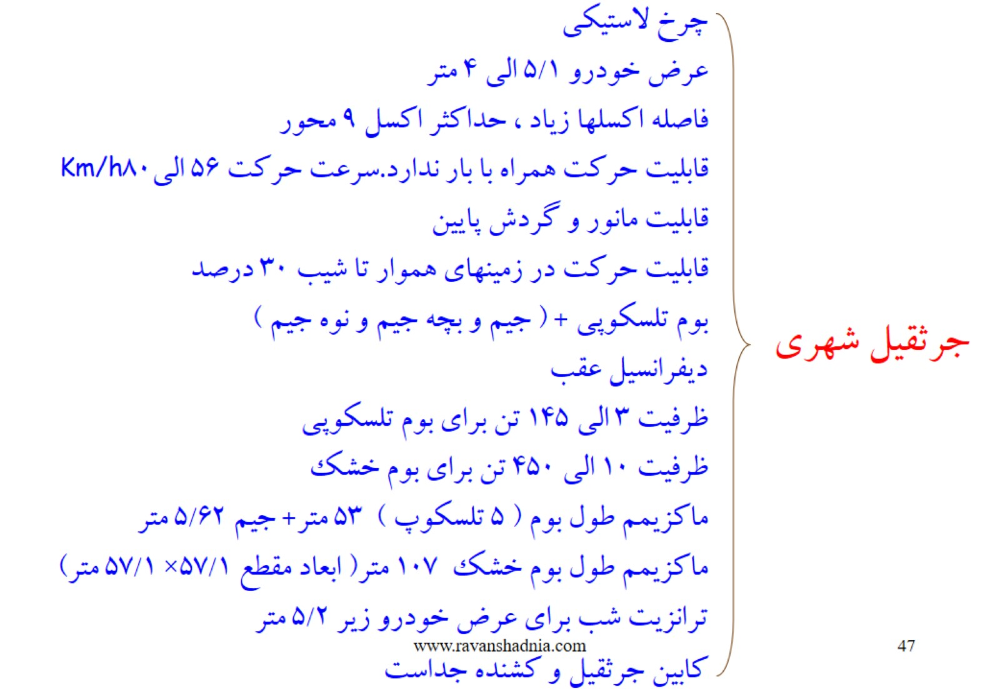 چرخ لاستیکی
عرض خودرو ۵/۱ الی ۴ متر
فاصله اکسلها زیاد ، حداکثر اکسل ۹ محور
قابلیت حرکت همراه با بار ندارد.سرعت حرکت ۵۶ الی Km/h۸۰
قابلیت مانور و گردش پایین
قابلیت حرکت در زمینهای هموار تا شیب ۳۰ درصد
بوم تلسکوپی + ( جیم و بچه جیم و نوه جیم )
جرثقیل شهری
دیفرانسیل عقب
ظرفیت ۳ الی ۱۴۵ تن برای بوم تلسکوپی
ظرفیت ۱۰ الی ۴۵۰ تن برای بوم خشک
ماکزیمم طول بوم ( ۵ تلسکوپ ) ۵۳ متر+ جیم ۵/۶۲ متر
ماکزیمم طول بوم خشک ۱۰۷ متر( ابعاد مقطع ۵۷/۱ ×۵۷/۱ متر)
ترانزیت شب برای عرض خودرو زیر ۵/۲ متر
www.ravanshadnia.com
47
کابین جرثقیل و کشنده جداست